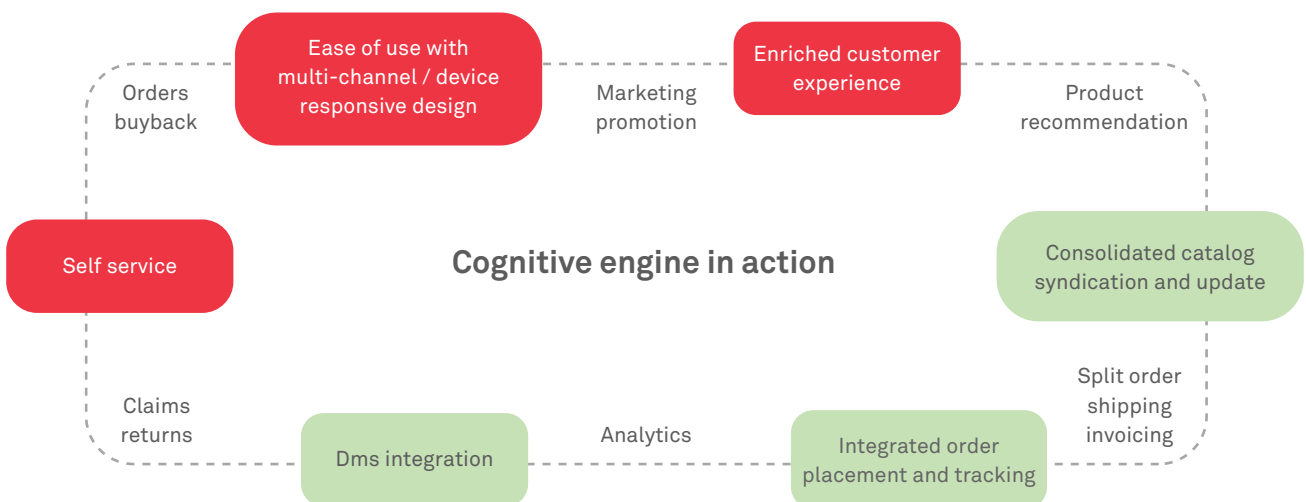 Ease of use with
multi-channel / device
responsive design
Enriched customer
experience
Orders
buyback
Marketing
promotion
Product
recommendation
Self service
Cognitive engine in action
Consolidated catalog
syndication and update
Claims
returns
Dms integration
Analytics
Integrated order
placement and tracking
Split order
shipping
invoicing